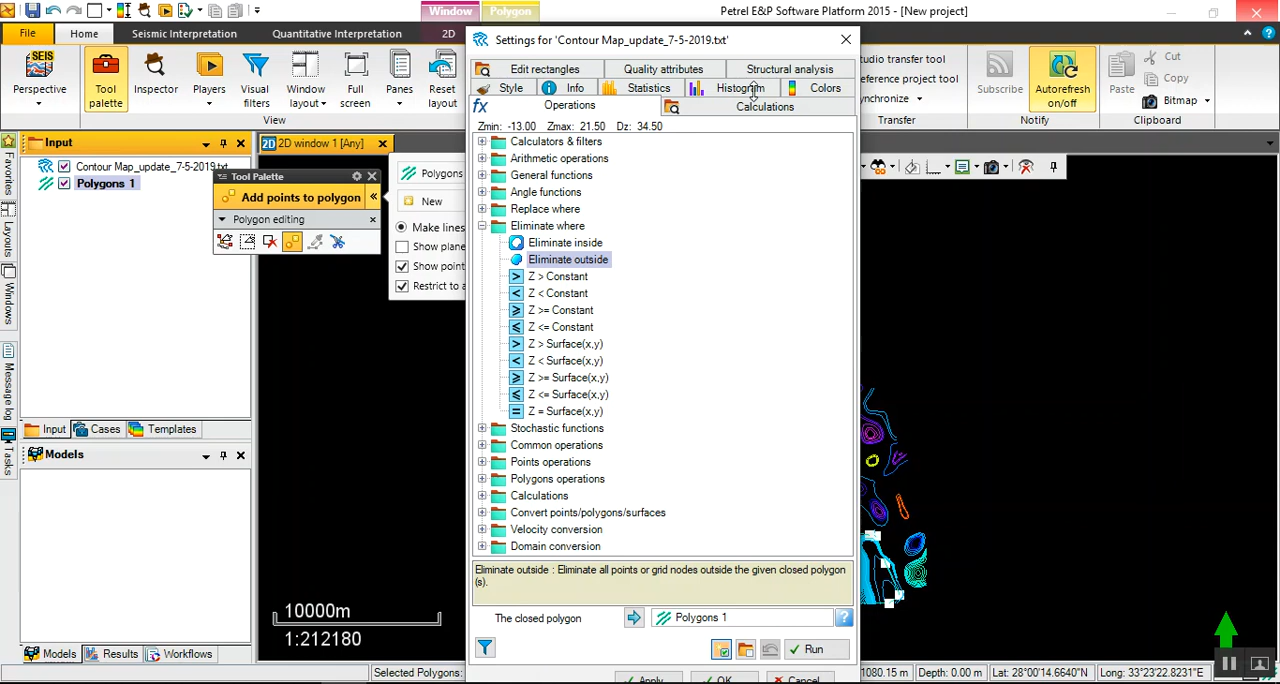 Window Polygon Petrel E&P Software Platform 2015 - [New project]
File Home Seismic Interpretation Quantitative Interpretation 2D
Perspective
Tool palette
Inspector
Players
Visual filters
Window layout
Full screen
Panes
Reset layout
View
tudio transfer tool
eference project tool
nchronize
Transfer
Subscribe
Autorefresh on/off
Notify
Paste
Cut
Copy
Bitmap
Clipboard
Favorites
Layouts
Windows
Message log
Tasks
Input
Contour Map_update_7-5-2019.txt
Polygons 1
Input Cases Templates
Models
Models Results Workflows
2D window 1 [Any]
Tool Palette
Add points to polygon
Polygon editing
Polygons
New
Make lines
Show plane
Show point
Restrict to a
10000m
1:212180
Settings for 'Contour Map_update_7-5-2019.txt'
Edit rectangles Quality attributes Structural analysis
Style Info Statistics Histogram Colors
Operations Calculations
Zmin: -13.00 Zmax: 21.50 Dz: 34.50
Calculators & filters
Arithmetic operations
General functions
Angle functions
Replace where
Eliminate where
Eliminate inside
Eliminate outside
Z > Constant
Z < Constant
Z >= Constant
Z <= Constant
Z > Surface(x,y)
Z < Surface(x,y)
Z >= Surface(x,y)
Z <= Surface(x,y)
Z = Surface(x,y)
Stochastic functions
Common operations
Points operations
Polygons operations
Calculations
Convert points/polygons/surfaces
Velocity conversion
Domain conversion
Eliminate outside : Eliminate all points or grid nodes outside the given closed polygon
(s).
The closed polygon Polygons 1
Run
Apply OK Cancel
Selected Polygons: 1080.15 m Depth: 0.00 m Lat: 28°00'14.6640"N Long: 33°23'22.8231"E